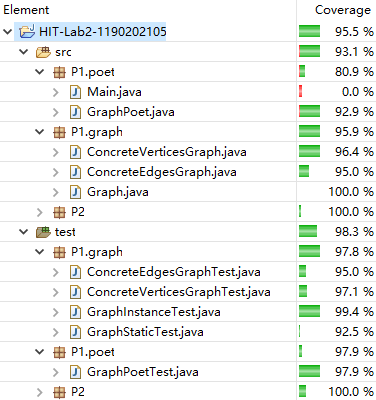 Element Coverage
HIT-Lab2-1190202105 95.5 %
src 93.1 %
P1.poet 80.9 %
Main.java 0.0 %
GraphPoet.java 92.9 %
P1.graph 95.9 %
ConcreteVerticesGraph.java 96.4 %
ConcreteEdgesGraph.java 95.0 %
Graph.java 100.0 %
P2 100.0 %
test 98.3 %
P1.graph 97.8 %
ConcreteEdgesGraphTest.java 95.0 %
ConcreteVerticesGraphTest.java 97.1 %
GraphInstanceTest.java 99.4 %
GraphStaticTest.java 92.5 %
P1.poet 97.9 %
GraphPoetTest.java 97.9 %
P2 100.0 %